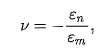 ν = −εₙ/εₘ,